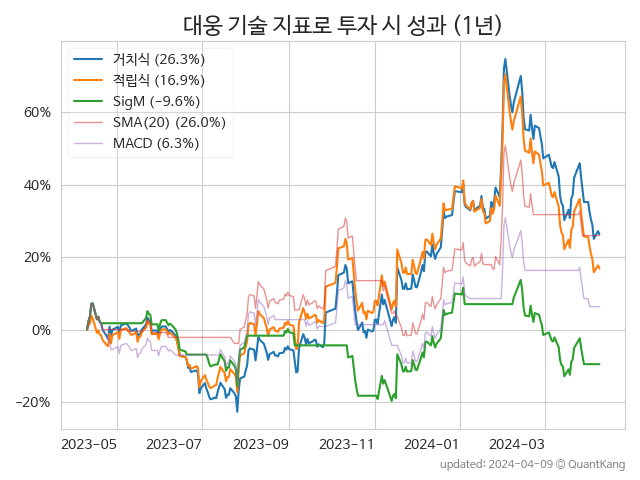 대웅 기술 지표로 투자 시 성과 (1년)
거치식 (26.3%)
적립식 (16.9%)
SigM (−9.6%)
SMA(20) (26.0%)
MACD (6.3%)
60%
40%
20%
0%
−20%
2023-05 2023-07 2023-09 2023-11 2024-01 2024-03
updated: 2024-04-09 ⓒ QuantKang